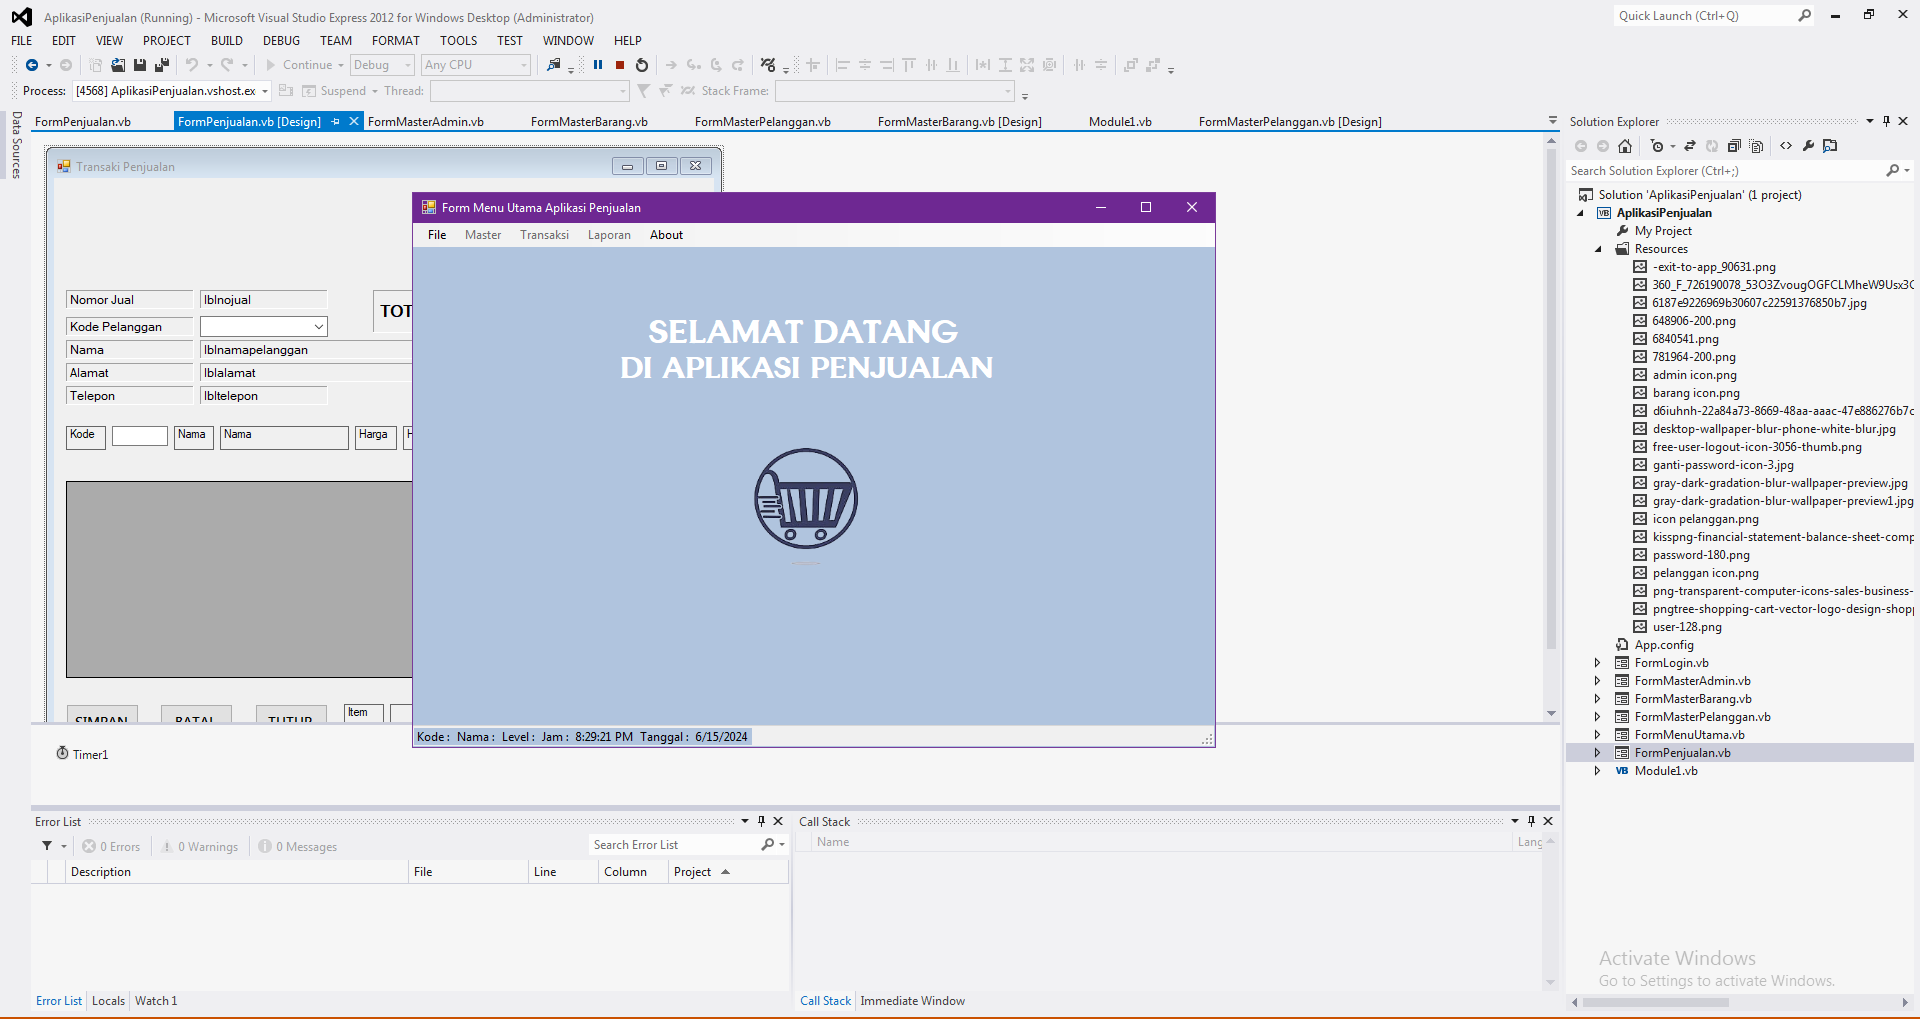 AplikasiPenjualan (Running) - Microsoft Visual Studio Express 2012 for Windows Desktop (Administrator)
Quick Launch (Ctrl+Q)
FILE EDIT VIEW PROJECT BUILD DEBUG TEAM FORMAT TOOLS TEST WINDOW HELP
Continue Debug Any CPU
Process: [4568] AplikasiPenjualan.vshost.ex Suspend Thread: Stack Frame:
Data Sources
FormPenjualan.vb FormPenjualan.vb [Design] FormMasterAdmin.vb FormMasterBarang.vb FormMasterPelanggan.vb FormMasterBarang.vb [Design] Module1.vb FormMasterPelanggan.vb [Design]
Transaki Penjualan
Nomor Jual lblnojual
Kode Pelanggan
Nama lblnamapelanggan
Alamat lblalamat
Telepon lbltelepon
TOT
Kode Nama Nama Harga H
SIMPAN BATAL TUTUP Item
Form Menu Utama Aplikasi Penjualan
File Master Transaksi Laporan About
SELAMAT DATANG
DI APLIKASI PENJUALAN
Kode : Nama : Level : Jam : 8:29:21 PM Tanggal : 6/15/2024
Timer1
Error List
0 Errors 0 Warnings 0 Messages
Search Error List
Description File Line Column Project
Error List Locals Watch 1
Call Stack
Name Lang
Call Stack Immediate Window
Solution Explorer
Search Solution Explorer (Ctrl+;)
Solution 'AplikasiPenjualan' (1 project)
VB AplikasiPenjualan
My Project
Resources
-exit-to-app_90631.png
360_F_726190078_53O3ZvougOGFCLMheW9Usx3C
6187e9226969b30607c22591376850b7.jpg
648906-200.png
6840541.png
781964-200.png
admin icon.png
barang icon.png
d6iuhnh-22a84a73-8669-48aa-aaac-47e886276b7c
desktop-wallpaper-blur-phone-white-blur.jpg
free-user-logout-icon-3056-thumb.png
ganti-password-icon-3.jpg
gray-dark-gradation-blur-wallpaper-preview.jpg
gray-dark-gradation-blur-wallpaper-preview1.jpg
icon pelanggan.png
kisspng-financial-statement-balance-sheet-comp
password-180.png
pelanggan icon.png
png-transparent-computer-icons-sales-business-
pngtree-shopping-cart-vector-logo-design-shop
user-128.png
App.config
FormLogin.vb
FormMasterAdmin.vb
FormMasterBarang.vb
FormMasterPelanggan.vb
FormMenuUtama.vb
FormPenjualan.vb
VB Module1.vb
Activate Windows
Go to Settings to activate Windows.